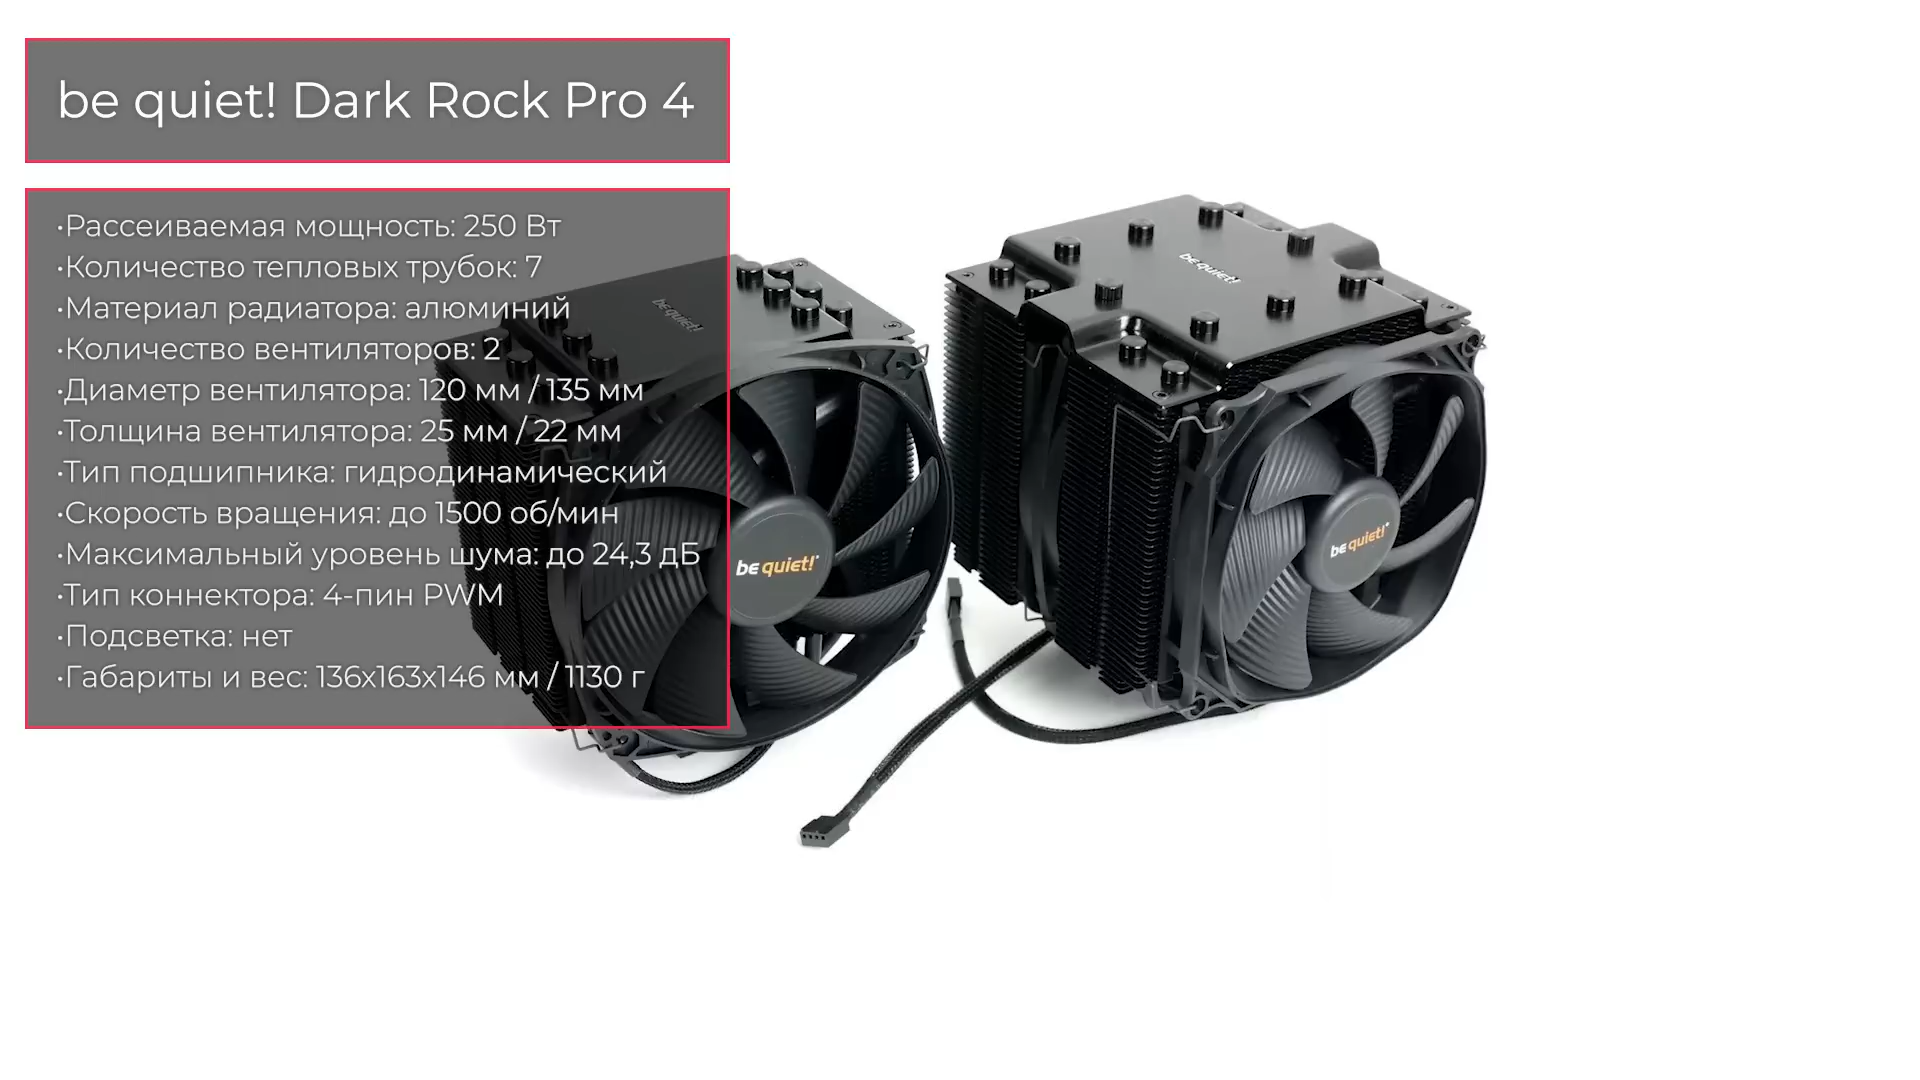 be quiet! Dark Rock Pro 4
•Рассеиваемая мощность: 250 Вт
•Количество тепловых трубок: 7
•Материал радиатора: алюминий
•Количество вентиляторов: 2
•Диаметр вентилятора: 120 мм / 135 мм
•Толщина вентилятора: 25 мм / 22 мм
•Тип подшипника: гидродинамический
•Скорость вращения: до 1500 об/мин
•Максимальный уровень шума: до 24,3 дБ
•Тип коннектора: 4-пин PWM
•Подсветка: нет
•Габариты и вес: 136x163x146 мм / 1130 г
be quiet!
be quiet!
be quiet!
be quiet!